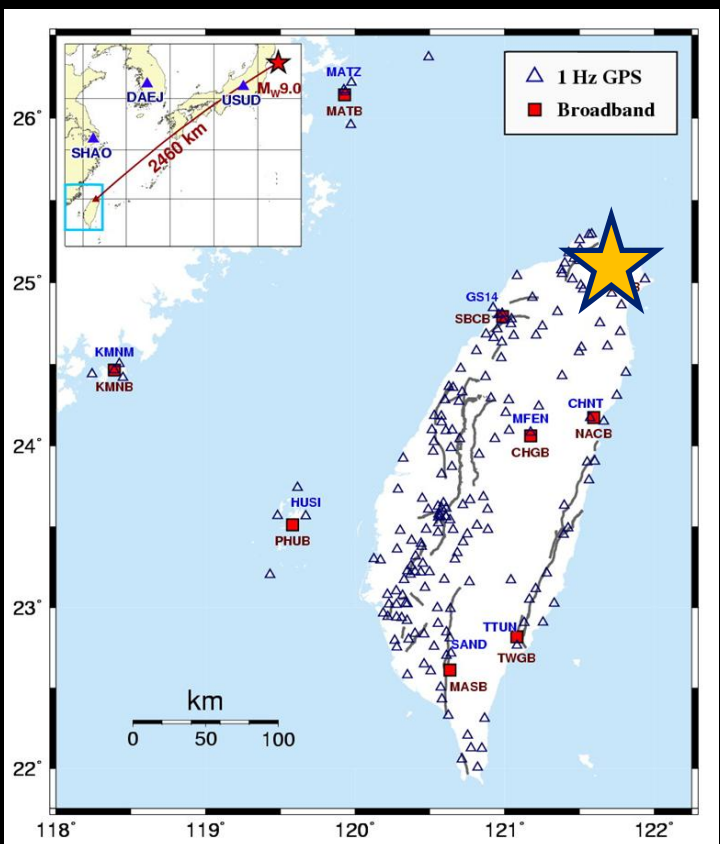 1 Hz GPS
Broadband
DAEJ
USUD
Mw9.0
SHAO
2460 km
MATZ
MATB
26°
25°
24°
23°
22°
GS14
SBCB
KMNM
KMNB
MFEN
CHGB
CHNT
NACB
HUSI
PHUB
TTUN
TWGB
SAND
MASB
km
0 50 100
118° 119° 120° 121° 122°